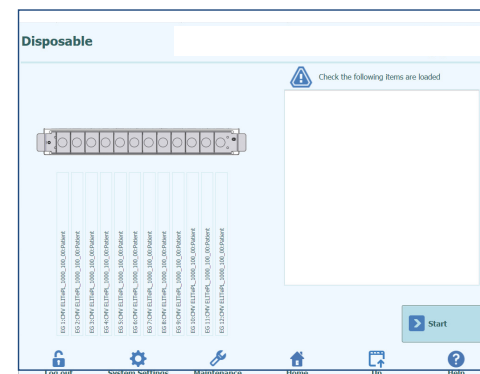 Disposable
Check the following items are loaded
EG 1:CMV ELITePL_1000_100_00:Patient
EG 2:CMV ELITePL_1000_100_00:Patient
EG 3:CMV ELITePL_1000_100_00:Patient
EG 4:CMV ELITePL_1000_100_00:Patient
EG 5:CMV ELITePL_1000_100_00:Patient
EG 6:CMV ELITePL_1000_100_00:Patient
EG 7:CMV ELITePL_1000_100_00:Patient
EG 8:CMV ELITePL_1000_100_00:Patient
EG 9:CMV ELITePL_1000_100_00:Patient
EG 10:CMV ELITePL_1000_100_00:Patient
EG 11:CMV ELITePL_1000_100_00:Patient
EG 12:CMV ELITePL_1000_100_00:Patient
Start
Log out
System Settings
Maintenance
Home
Up
Help